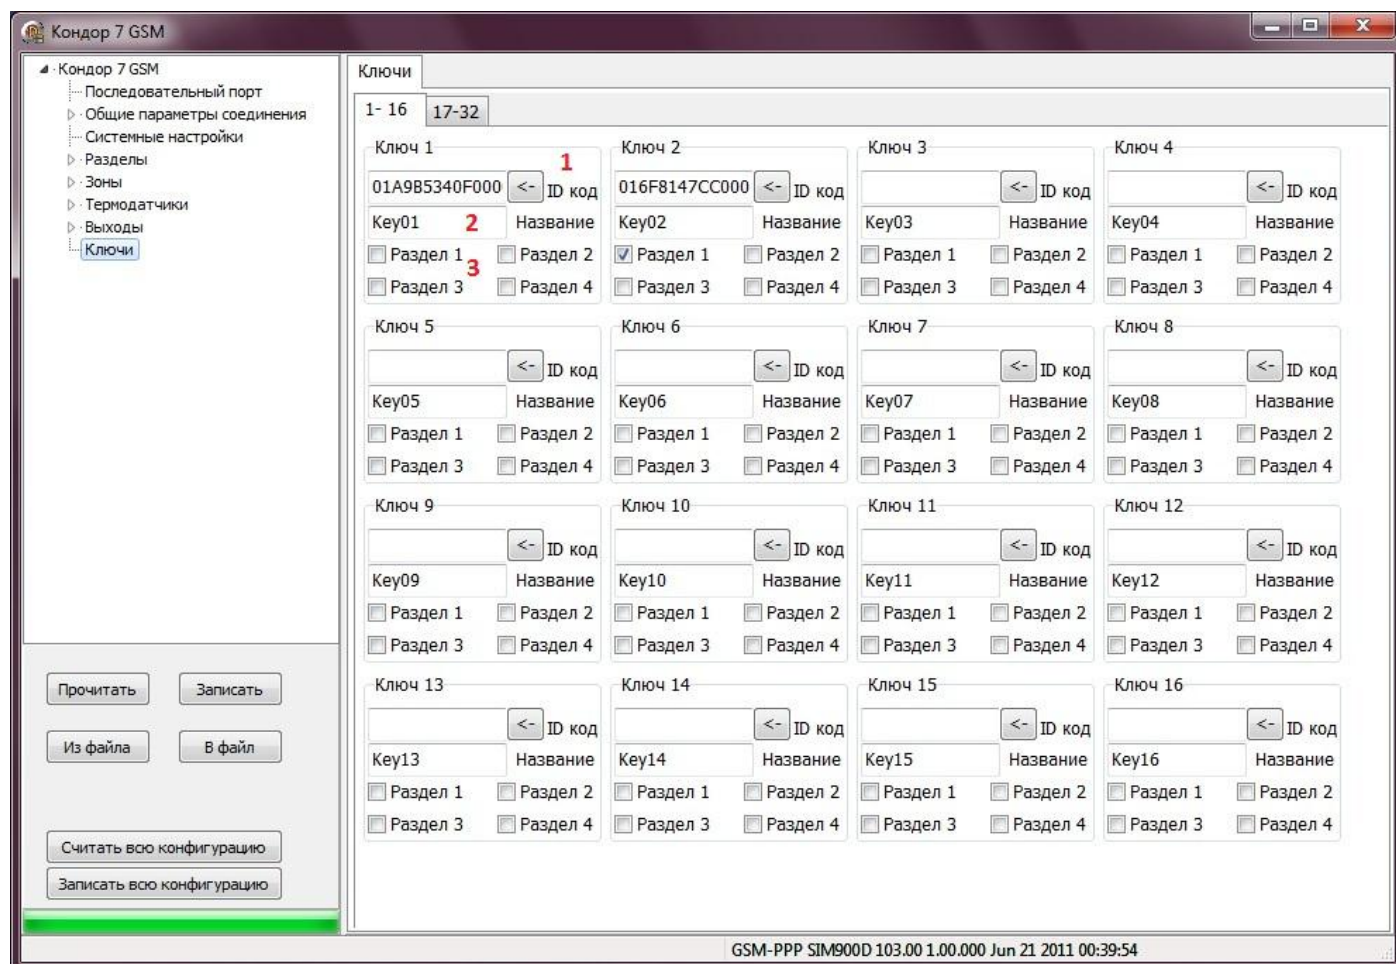 Кондор 7 GSM
Кондор 7 GSM
Последовательный порт
Общие параметры соединения
Системные настройки
Разделы
Зоны
Термодатчики
Выходы
Ключи
Прочитать Записать
Из файла В файл
Считать всю конфигурацию
Записать всю конфигурацию
Ключи
1- 16 17-32
Ключ 1 Ключ 2 Ключ 3 Ключ 4
1
01A9B5340F000 <- ID код 016F8147CC000 <- ID код <- ID код <- ID код
Key01 2 Название Key02 Название Key03 Название Key04 Название
Раздел 1 Раздел 2 Раздел 1 Раздел 2 Раздел 1 Раздел 2 Раздел 1 Раздел 2
3
Раздел 3 Раздел 4 Раздел 3 Раздел 4 Раздел 3 Раздел 4 Раздел 3 Раздел 4
Ключ 5 Ключ 6 Ключ 7 Ключ 8
<- ID код <- ID код <- ID код <- ID код
Key05 Название Key06 Название Key07 Название Key08 Название
Раздел 1 Раздел 2 Раздел 1 Раздел 2 Раздел 1 Раздел 2 Раздел 1 Раздел 2
Раздел 3 Раздел 4 Раздел 3 Раздел 4 Раздел 3 Раздел 4 Раздел 3 Раздел 4
Ключ 9 Ключ 10 Ключ 11 Ключ 12
<- ID код <- ID код <- ID код <- ID код
Key09 Название Key10 Название Key11 Название Key12 Название
Раздел 1 Раздел 2 Раздел 1 Раздел 2 Раздел 1 Раздел 2 Раздел 1 Раздел 2
Раздел 3 Раздел 4 Раздел 3 Раздел 4 Раздел 3 Раздел 4 Раздел 3 Раздел 4
Ключ 13 Ключ 14 Ключ 15 Ключ 16
<- ID код <- ID код <- ID код <- ID код
Key13 Название Key14 Название Key15 Название Key16 Название
Раздел 1 Раздел 2 Раздел 1 Раздел 2 Раздел 1 Раздел 2 Раздел 1 Раздел 2
Раздел 3 Раздел 4 Раздел 3 Раздел 4 Раздел 3 Раздел 4 Раздел 3 Раздел 4
GSM-PPP SIM900D 103.00 1.00.000 Jun 21 2011 00:39:54